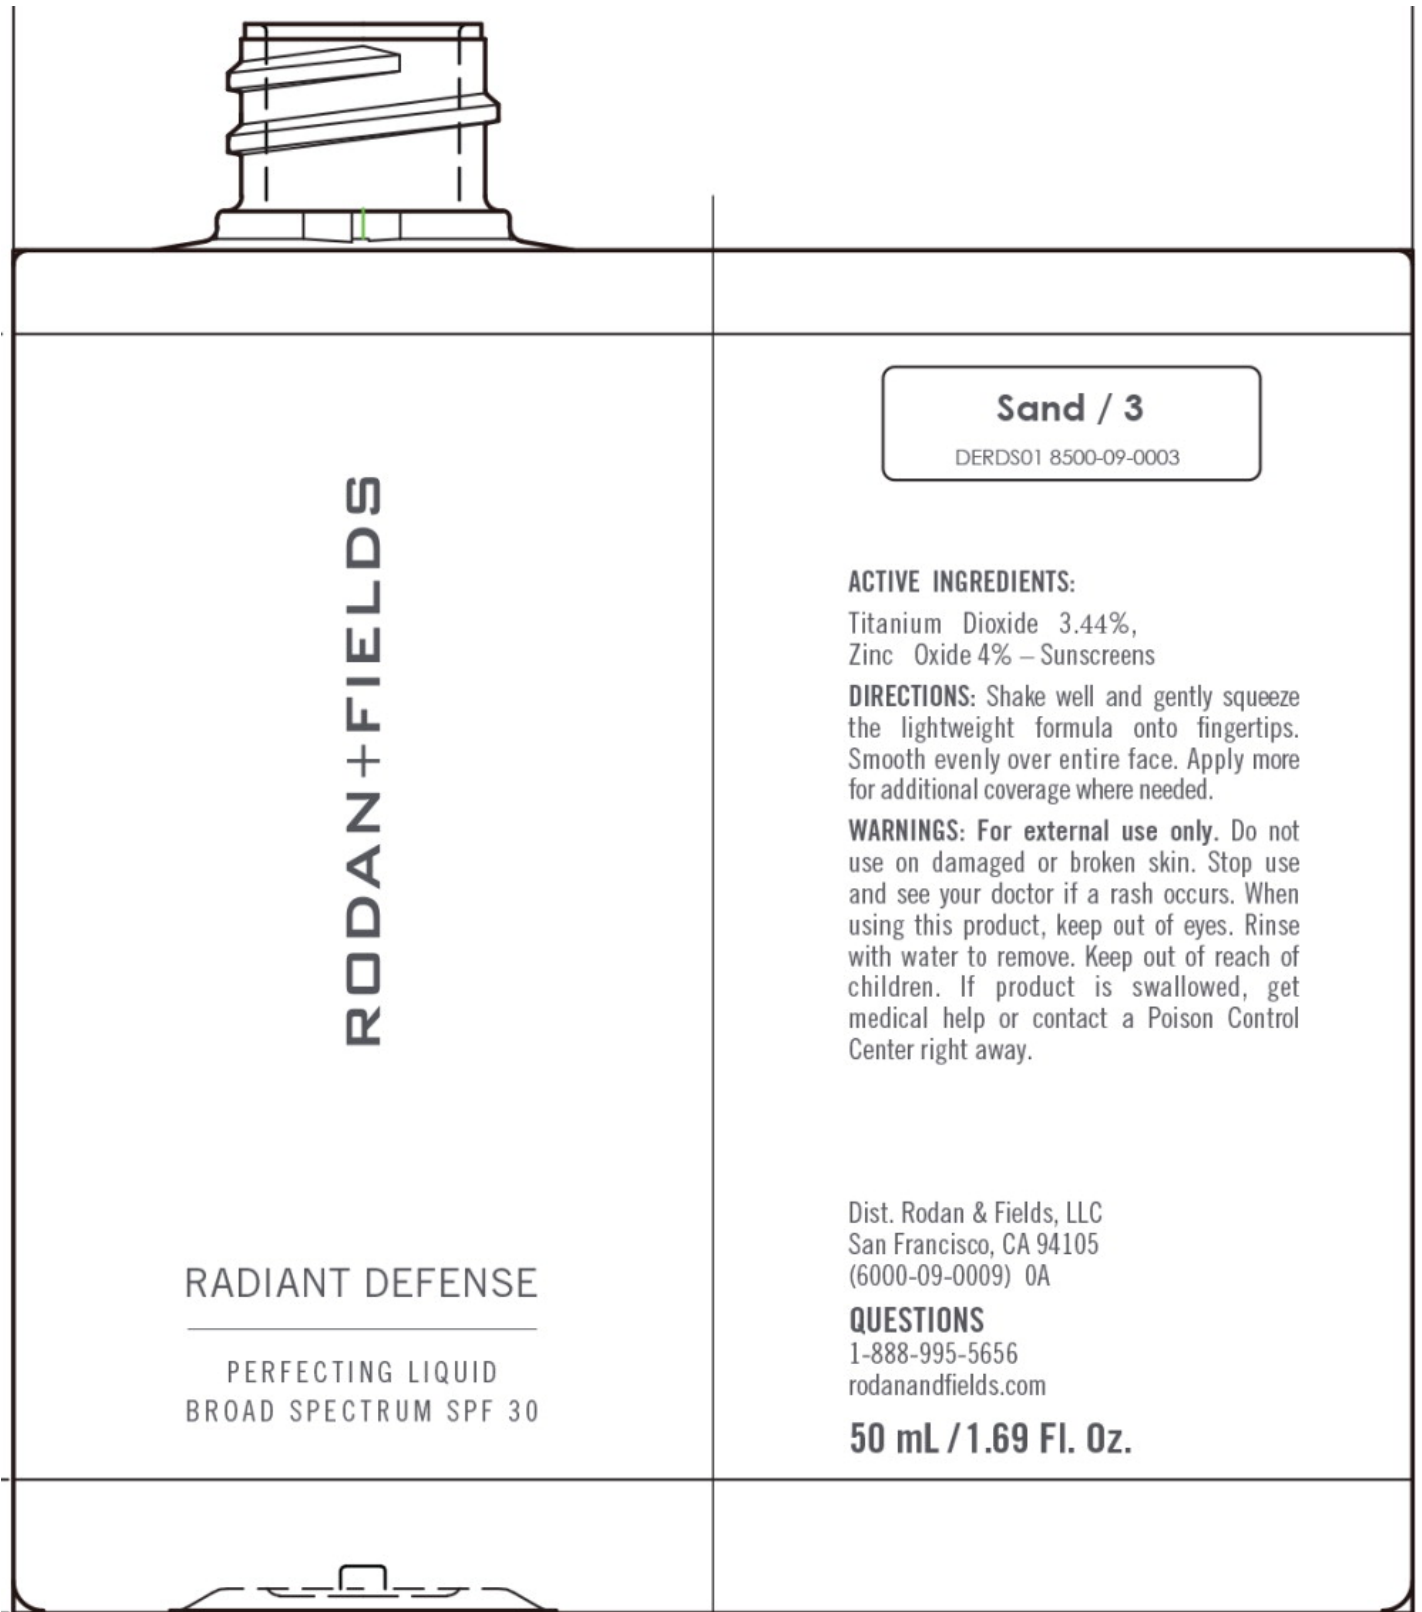 RODAN+FIELDS
RADIANT DEFENSE
PERFECTING LIQUID
BROAD SPECTRUM SPF 30
Sand / 3
DERDS01 8500-09-0003
ACTIVE INGREDIENTS:
Titanium Dioxide 3.44%,
Zinc Oxide 4% – Sunscreens
DIRECTIONS: Shake well and gently squeeze
the lightweight formula onto fingertips.
Smooth evenly over entire face. Apply more
for additional coverage where needed.
WARNINGS: For external use only. Do not
use on damaged or broken skin. Stop use
and see your doctor if a rash occurs. When
using this product, keep out of eyes. Rinse
with water to remove. Keep out of reach of
children. If product is swallowed, get
medical help or contact a Poison Control
Center right away.
Dist. Rodan & Fields, LLC
San Francisco, CA 94105
(6000-09-0009) 0A
QUESTIONS
1-888-995-5656
rodanandfields.com
50 mL / 1.69 Fl. Oz.